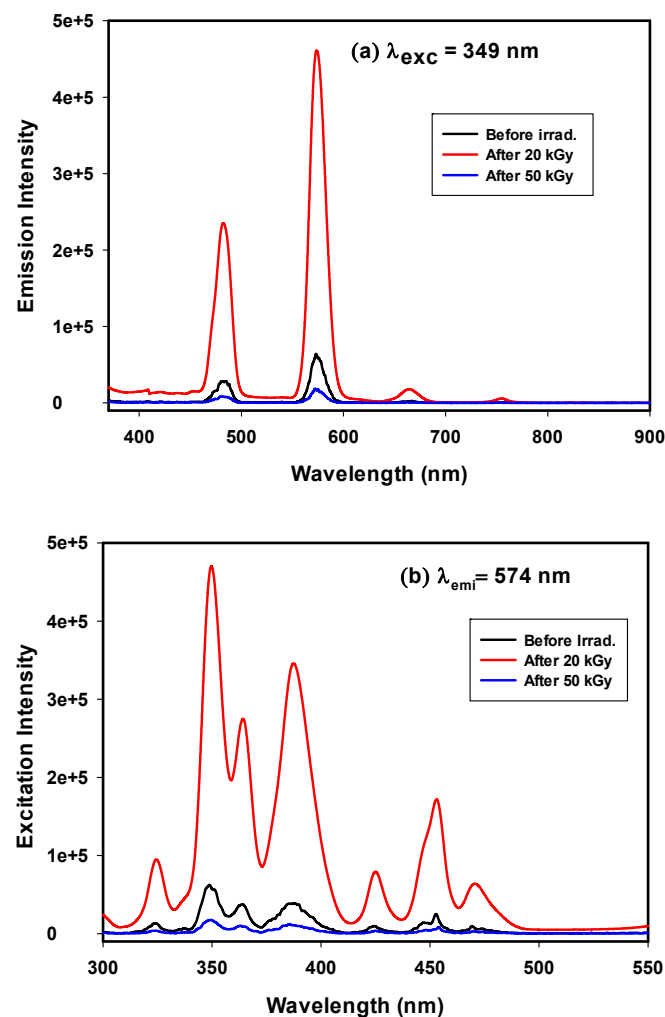 5e+5
4e+5
3e+5
2e+5
1e+5
0
Emission Intensity
(a) λexc = 349 nm
Before irrad.
After 20 kGy
After 50 kGy
400 500 600 700 800 900
Wavelength (nm)
5e+5
4e+5
3e+5
2e+5
1e+5
0
Excitation Intensity
(b) λemi= 574 nm
Before Irrad.
After 20 kGy
After 50 kGy
300 350 400 450 500 550
Wavelength (nm)